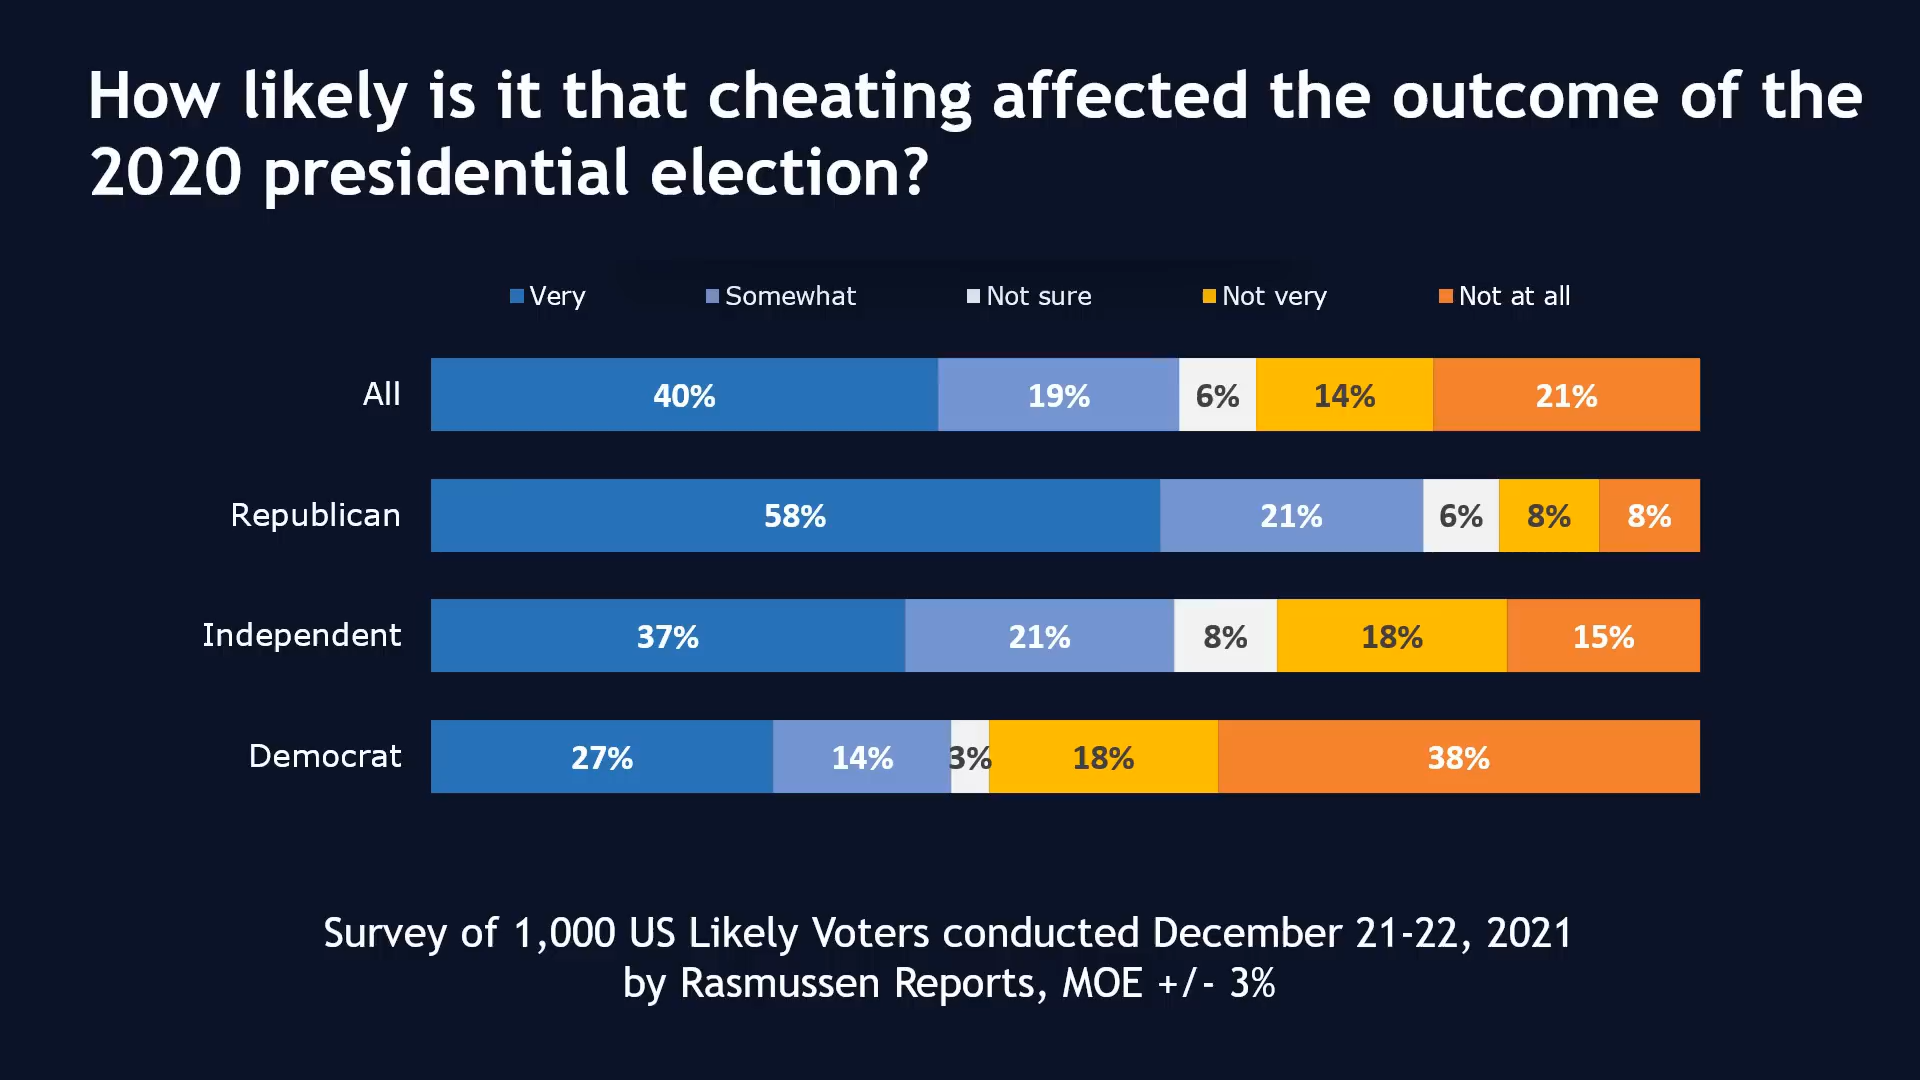 How likely is it that cheating affected the outcome of the
2020 presidential election?
Very Somewhat Not sure Not very Not at all
All 40% 19% 6% 14% 21%
Republican 58% 21% 6% 8% 8%
Independent 37% 21% 8% 18% 15%
Democrat 27% 14% 3% 18% 38%
Survey of 1,000 US Likely Voters conducted December 21-22, 2021
by Rasmussen Reports, MOE +/- 3%